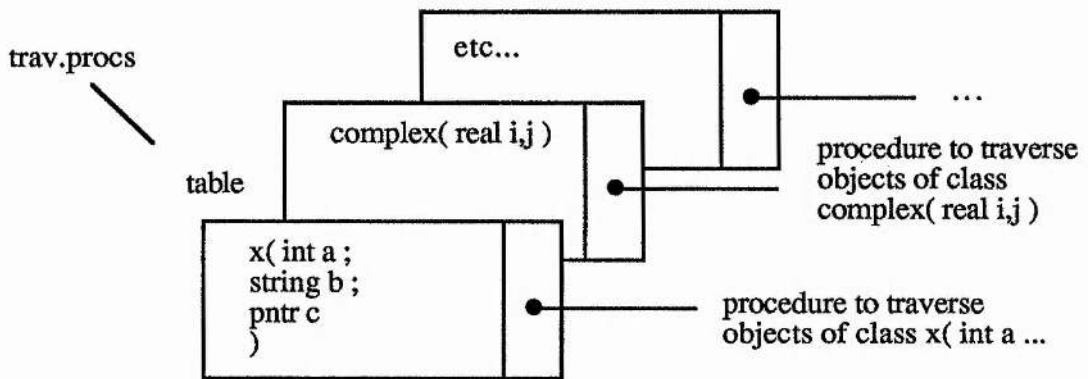 etc...
trav.procs
...
complex( real i,j )
procedure to traverse
objects of class
complex( real i,j )
table
x( int a ;
string b ;
pntr c
)
procedure to traverse
objects of class x( int a ...